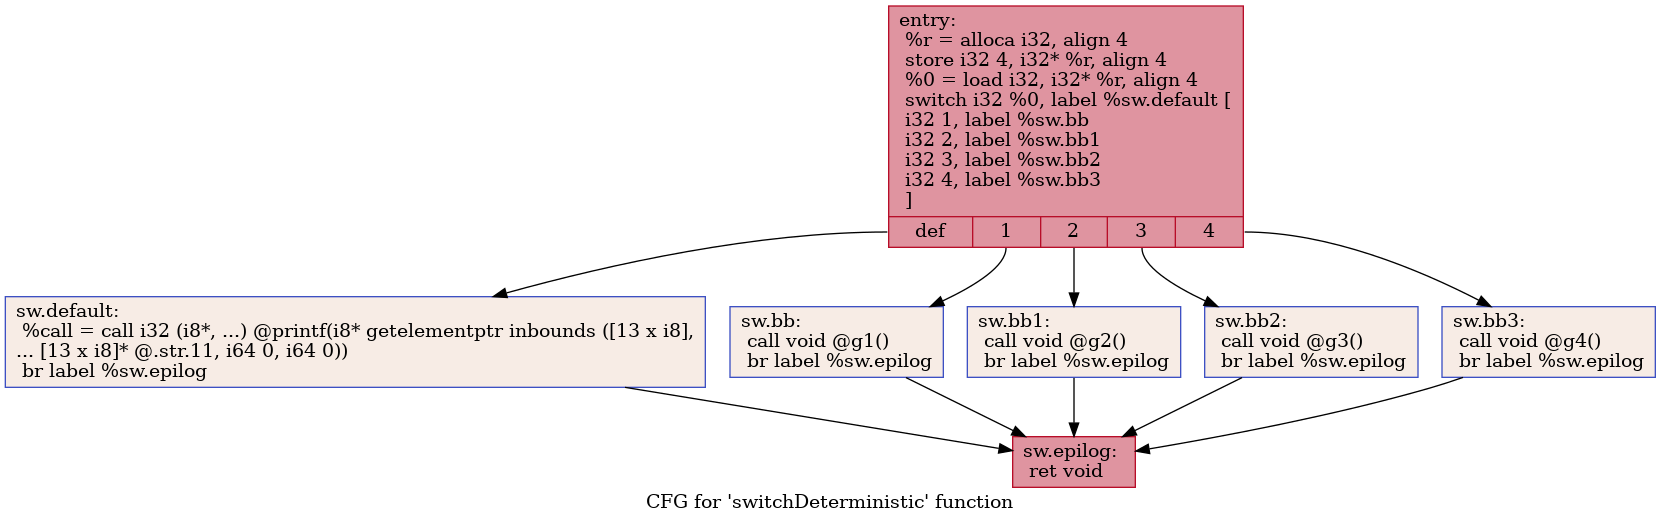 entry:
%r = alloca i32, align 4
store i32 4, i32* %r, align 4
%0 = load i32, i32* %r, align 4
switch i32 %0, label %sw.default [
i32 1, label %sw.bb
i32 2, label %sw.bb1
i32 3, label %sw.bb2
i32 4, label %sw.bb3
]
def 1 2 3 4
sw.default:
%call = call i32 (i8*, ...) @printf(i8* getelementptr inbounds ([13 x i8],
... [13 x i8]* @.str.11, i64 0, i64 0))
br label %sw.epilog
sw.bb:
call void @g1()
br label %sw.epilog
sw.bb1:
call void @g2()
br label %sw.epilog
sw.bb2:
call void @g3()
br label %sw.epilog
sw.bb3:
call void @g4()
br label %sw.epilog
sw.epilog:
ret void
CFG for 'switchDeterministic' function